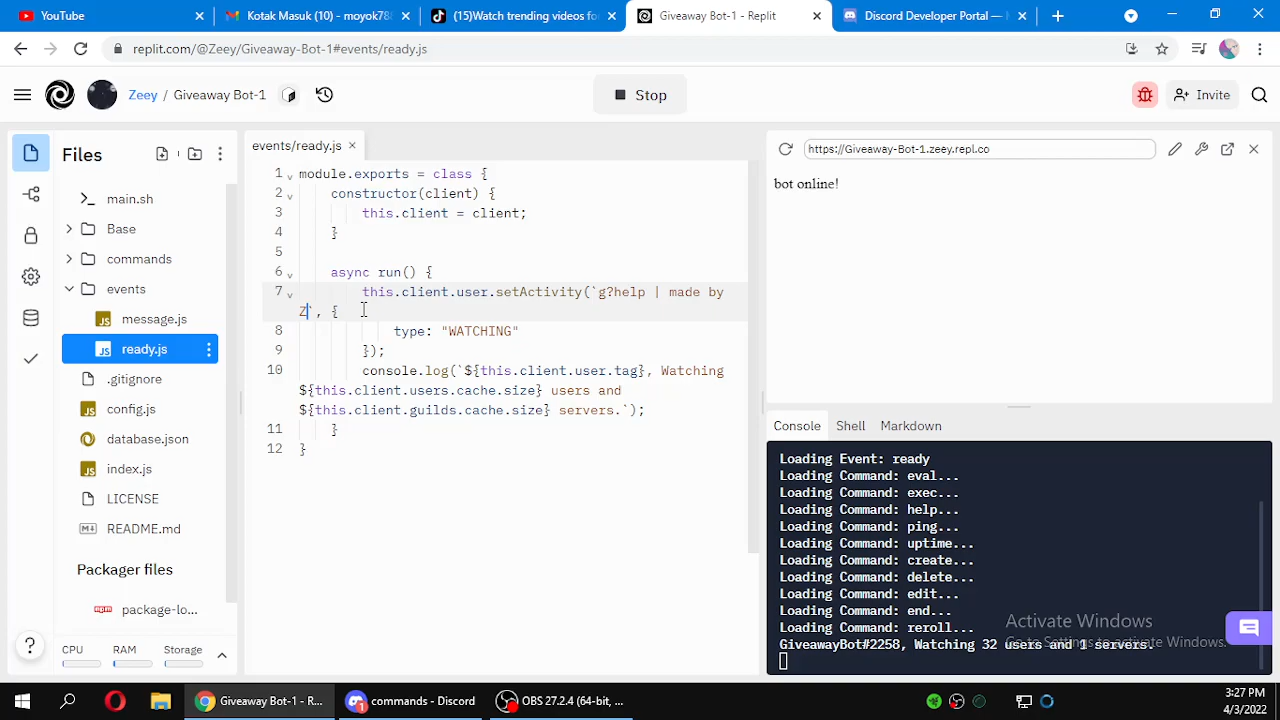 YouTube
Kotak Masuk (10) - moyok788
(15)Watch trending videos for
Giveaway Bot-1 - Replit
Discord Developer Portal —
replit.com/@Zeey/Giveaway-Bot-1#events/ready.js
Zeey / Giveaway Bot-1
Stop
Invite
Files
main.sh
Base
commands
events
message.js
ready.js
.gitignore
config.js
database.json
index.js
LICENSE
README.md
Packager files
package-lo...
CPU
RAM
Storage
events/ready.js
1 module.exports = class {
2 constructor(client) {
3 this.client = client;
4 }
5
6 async run() {
7 this.client.user.setActivity(`g?help | made by
Z`, {
8 type: "WATCHING"
9 });
10 console.log(`${this.client.user.tag}, Watching
${this.client.users.cache.size} users and
${this.client.guilds.cache.size} servers.`);
11 }
12 }
https://Giveaway-Bot-1.zeey.repl.co
bot online!
Console
Shell
Markdown
Loading Event: ready
Loading Command: eval...
Loading Command: exec...
Loading Command: help...
Loading Command: ping...
Loading Command: uptime...
Loading Command: create...
Loading Command: delete...
Loading Command: edit...
Loading Command: end...
Loading Command: reroll...
GiveawayBot#2258, Watching 32 users and 1 servers.
Activate Windows
Go to Settings to activate Windows.
Giveaway Bot-1 - R...
commands - Discord
OBS 27.2.4 (64-bit, ...
3:27 PM
4/3/2022